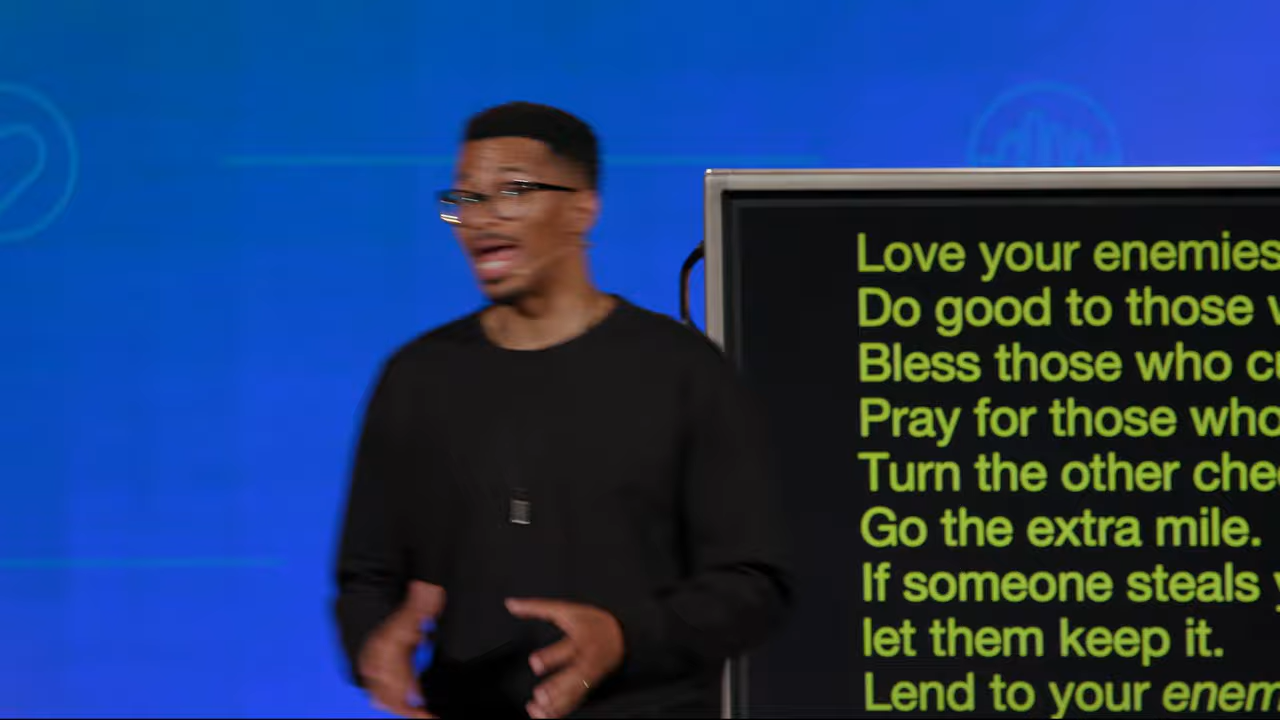 Love your enemies
Do good to those
Bless those who
Pray for those who
Turn the other
Go the extra mile.
If someone steals
let them keep it.
Lend to your